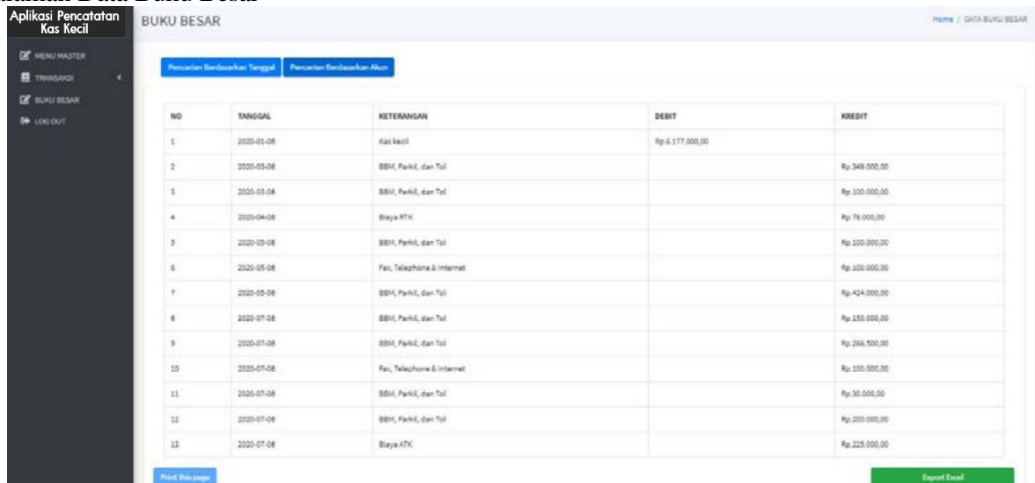 Data Buku Besar
Aplikasi Pencatatan
Kas Kecil
BUKU BESAR
Home / DATA BUKU BESAR
MENU MASTER
TRANSAKSI
BUKU BESAR
LOG OUT
Pencarian Berdasarkan Tanggal Pencarian Berdasarkan Akun
NO TANGGAL KETERANGAN DEBIT KREDIT
1 2020-01-08 Kas kecil Rp.6.177.000,00
2 2020-03-08 BBM, Parkil, dan Tol Rp.349.000,00
3 2020-03-08 BBM, Parkil, dan Tol Rp.100.000,00
4 2020-04-08 Biaya RTK Rp.76.000,00
5 2020-05-08 BBM, Parkil, dan Tol Rp.200.000,00
6 2020-05-08 Fax, Telephone & Internet Rp.100.000,00
7 2020-05-08 BBM, Parkil, dan Tol Rp.424.000,00
8 2020-07-08 BBM, Parkil, dan Tol Rp.150.000,00
9 2020-07-08 BBM, Parkil, dan Tol Rp.266.500,00
10 2020-07-08 Fax, Telephone & Internet Rp.100.000,00
11 2020-07-08 BBM, Parkil, dan Tol Rp.30.000,00
12 2020-07-08 BBM, Parkil, dan Tol Rp.200.000,00
13 2020-07-08 Biaya ATK Rp.225.000,00
Print this page
Export Excel